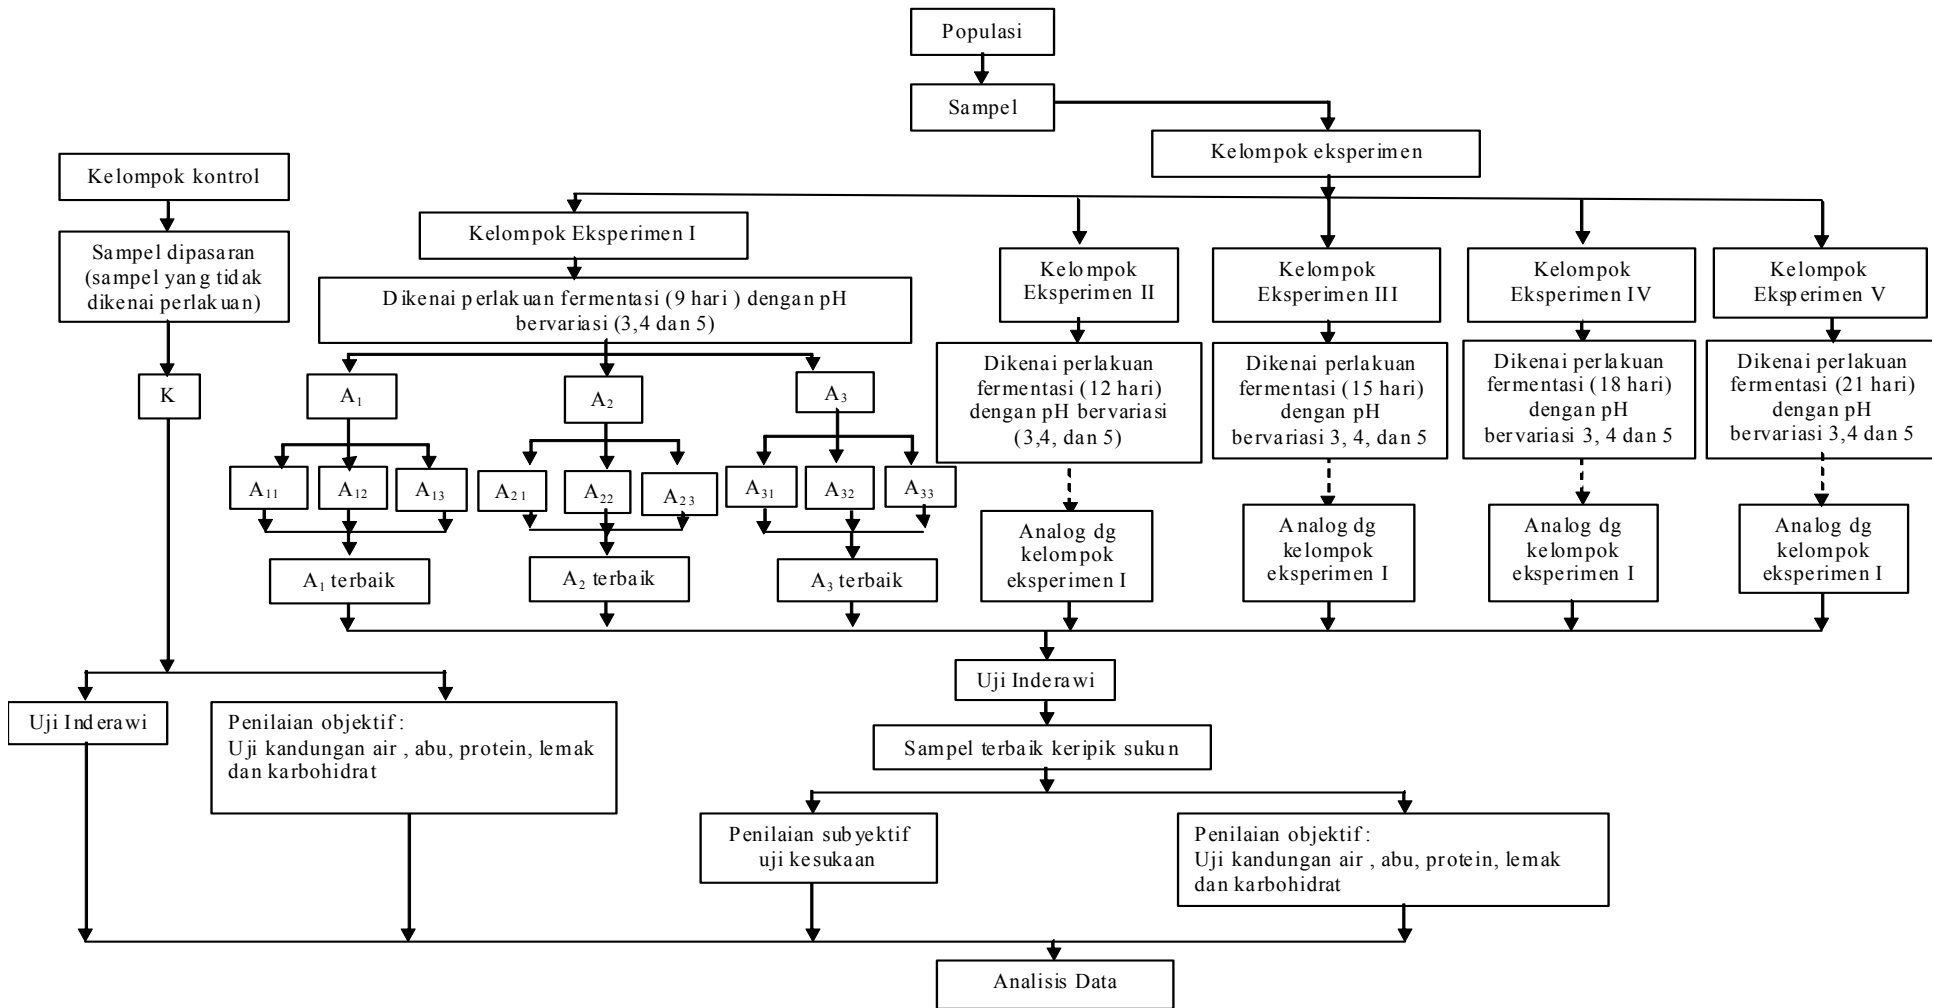 Populasi
Sampel
Kelompok eksperimen
Kelompok kontrol
Sampel dipasaran
(sampel yang tidak
dikenai perlakuan)
K
Kelompok Eksperimen I
Dikenai perlakuan fermentasi (9 hari ) dengan pH
bervariasi (3,4 dan 5)
A₁
A₂
A₃
A₁₁
A₁₂
A₁₃
A₂₁
A₂₂
A₂₃
A₃₁
A₃₂
A₃₃
A₁ terbaik
A₂ terbaik
A₃ terbaik
Kelompok
Eksperimen II
Dikenai perlakuan
fermentasi (12 hari)
dengan pH bervariasi
(3,4, dan 5)
Analog dg
kelompok
eksperimen I
Kelompok
Eksperimen III
Dikenai perlakuan
fermentasi (15 hari)
dengan pH
bervariasi 3, 4, dan 5
Analog dg
kelompok
eksperimen I
Kelompok
Eksperimen IV
Dikenai perlakuan
fermentasi (18 hari)
dengan pH
bervariasi 3, 4 dan 5
Analog dg
kelompok
eksperimen I
Kelompok
Eksperimen V
Dikenai perlakuan
fermentasi (21 hari)
dengan pH
bervariasi 3,4 dan 5
Analog dg
kelompok
eksperimen I
Uji Inderawi
Penilaian objektif :
Uji kandungan air , abu, protein, lemak
dan karbohidrat
Uji Inderawi
Sampel terbaik keripik sukun
Penilaian subyektif
uji kesukaan
Penilaian objektif :
Uji kandungan air , abu, protein, lemak
dan karbohidrat
Analisis Data